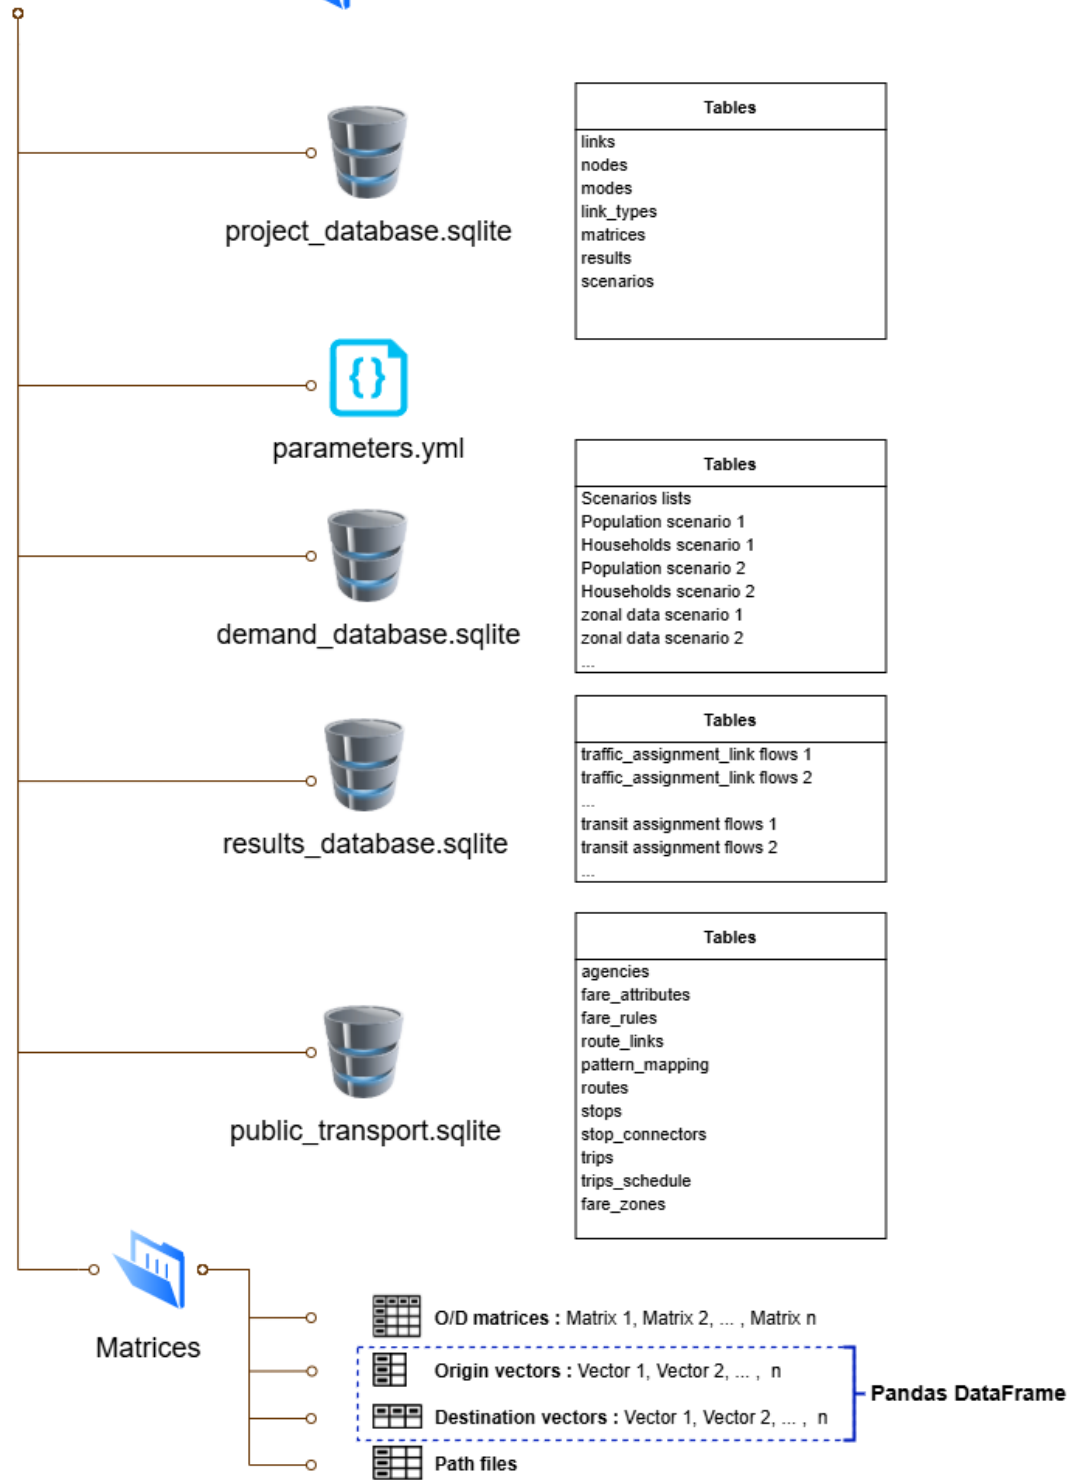 Tables
links
nodes
modes
link_types
matrices
results
scenarios
project_database.sqlite
parameters.yml
Tables
Scenarios lists
Population scenario 1
Households scenario 1
Population scenario 2
Households scenario 2
zonal data scenario 1
zonal data scenario 2
...
demand_database.sqlite
Tables
traffic_assignment_link flows 1
traffic_assignment_link flows 2
...
transit assignment flows 1
transit assignment flows 2
...
results_database.sqlite
Tables
agencies
fare_attributes
fare_rules
route_links
pattern_mapping
routes
stops
stop_connectors
trips
trips_schedule
fare_zones
public_transport.sqlite
Matrices
O/D matrices : Matrix 1, Matrix 2, ... , Matrix n
Origin vectors : Vector 1, Vector 2, ... , n
Destination vectors : Vector 1, Vector 2, ... , n
Pandas DataFrame
Path files